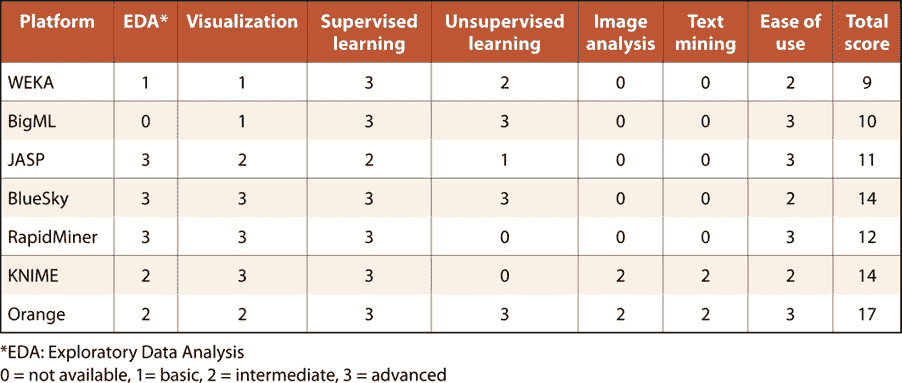 Platform EDA* Visualization Supervised learning Unsupervised learning Image analysis Text mining Ease of use Total score
WEKA 1 1 3 2 0 0 2 9
BigML 0 1 3 3 0 0 3 10
JASP 3 2 2 1 0 0 3 11
BlueSky 3 3 3 3 0 0 2 14
RapidMiner 3 3 3 0 0 0 3 12
KNIME 2 3 3 0 2 2 2 14
Orange 2 2 3 3 2 2 3 17
*EDA: Exploratory Data Analysis
0 = not available, 1= basic, 2 = intermediate, 3 = advanced